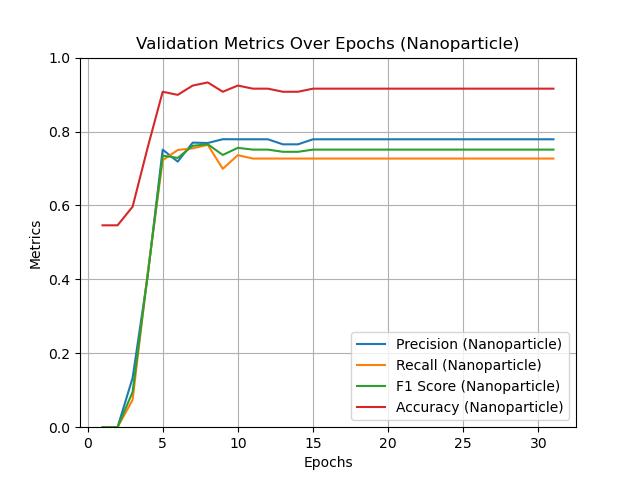 Validation Metrics Over Epochs (Nanoparticle)
1.0
0.8
0.6
0.4
0.2
0.0
Metrics
0 5 10 15 20 25 30
Epochs
Precision (Nanoparticle)
Recall (Nanoparticle)
F1 Score (Nanoparticle)
Accuracy (Nanoparticle)